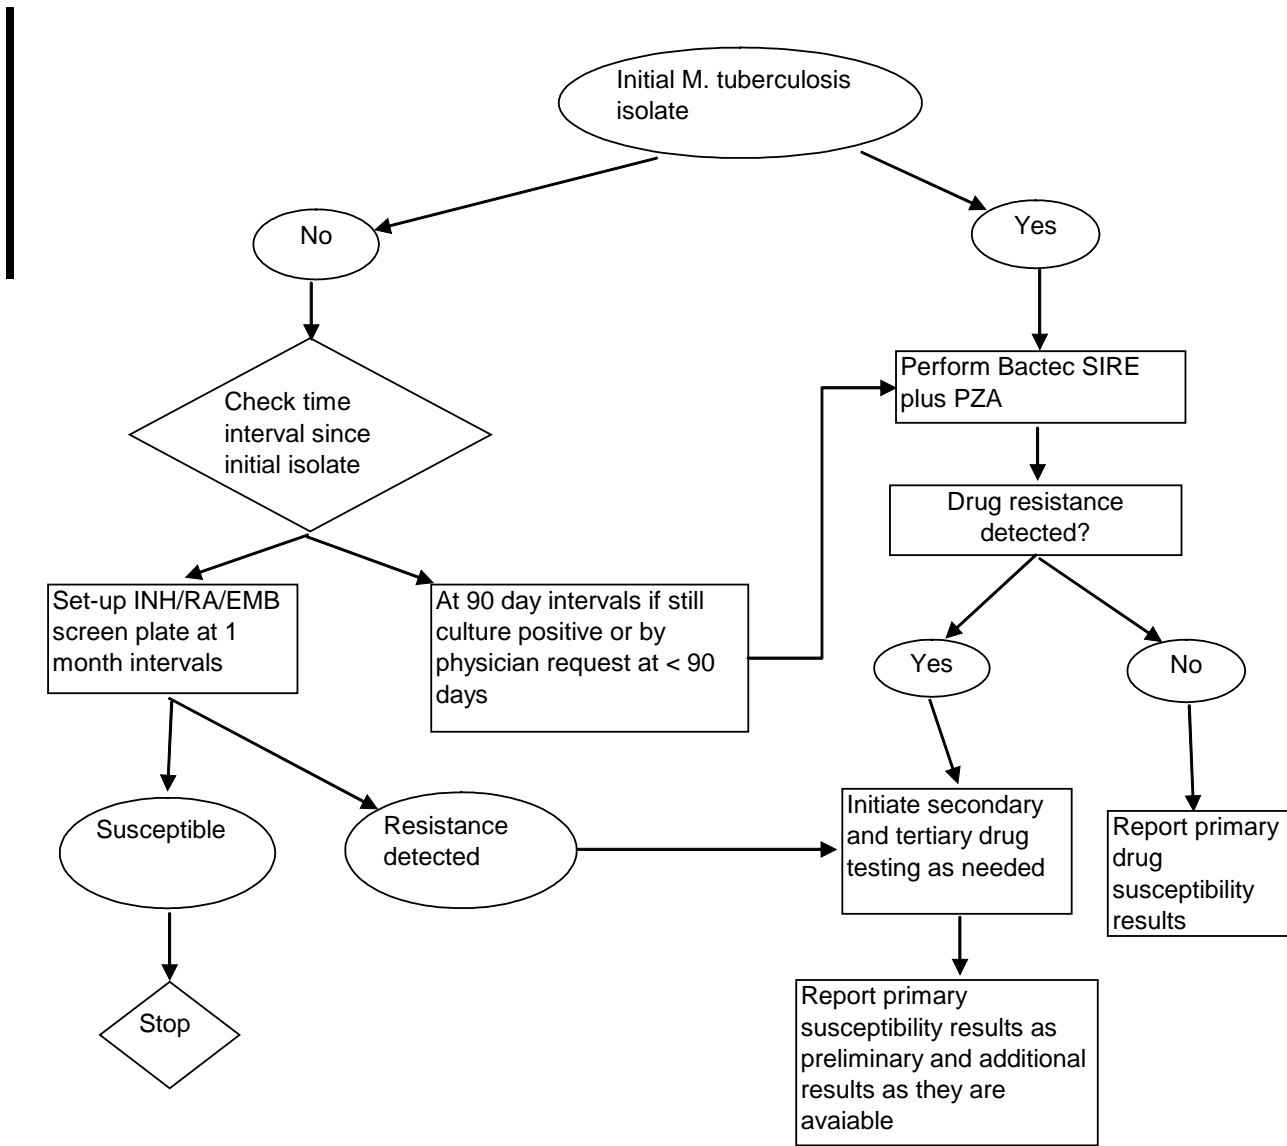 Initial M. tuberculosis
isolate
No
Yes
Check time
interval since
initial isolate
Perform Bactec SIRE
plus PZA
Drug resistance
detected?
Set-up INH/RA/EMB
screen plate at 1
month intervals
At 90 day intervals if still
culture positive or by
physician request at < 90
days
Yes
No
Susceptible
Resistance
detected
Initiate secondary
and tertiary drug
testing as needed
Report primary
drug
susceptibility
results
Stop
Report primary
susceptibility results as
preliminary and additional
results as they are
avaiable